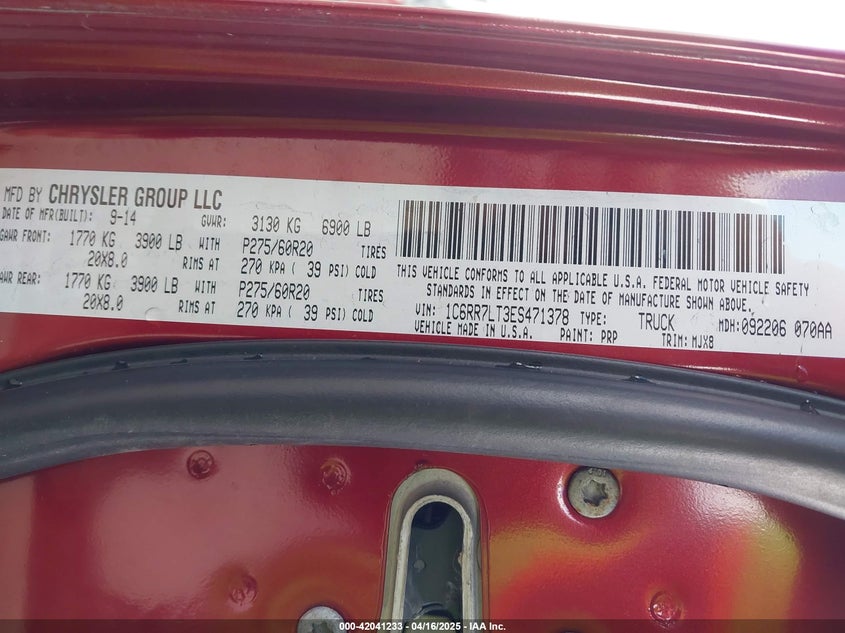 MFD BY CHRYSLER GROUP LLC
DATE OF MFR(BUILT): 9-14 GVWR: 3130 KG 6900 LB
GAWR FRONT: 1770 KG 3900 LB WITH P275/60R20 TIRES
20X8.0 RIMS AT 270 KPA ( 39 PSI) COLD
AWR REAR: 1770 KG 3900 LB WITH P275/60R20 TIRES
20X8.0 RIMS AT 270 KPA ( 39 PSI) COLD
THIS VEHICLE CONFORMS TO ALL APPLICABLE U.S.A. FEDERAL MOTOR VEHICLE SAFETY
STANDARDS IN EFFECT ON THE DATE OF MANUFACTURE SHOWN ABOVE.
VIN: 1C6RR7LT3ES471378 TYPE: TRUCK MDH: 092206 070AA
VEHICLE MADE IN U.S.A. PAINT: PRP TRIM: MJX8
000-42041233 - 04/16/2025 - IAA Inc.